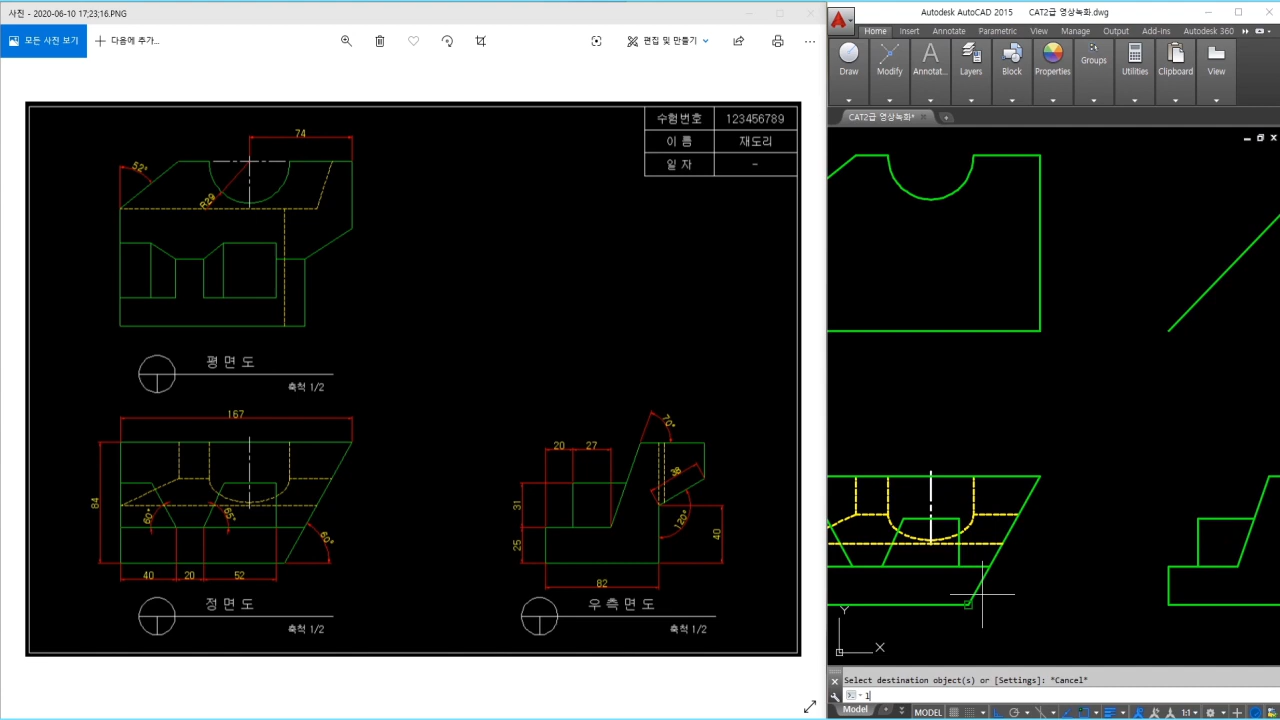 사진 - 2020-06-10 17;23;16.PNG
모든 사진 보기
다음에 추가...
편집 및 만들기
수험번호 123456789
이 름 재도리
일 자 -
74
52°
R29
평 면 도
축척 1/2
167
84
60°
65°
60°
40 20 52
정 면 도
축척 1/2
70°
20 27
38
31
120°
25
40
82
우 측 면 도
축척 1/2
Autodesk AutoCAD 2015 CAT2급 영상녹화.dwg
Home Insert Annotate Parametric View Manage Output Add-ins Autodesk 360
Draw Modify Annotat... Layers Block Properties Groups Utilities Clipboard View
CAT2급 영상녹화*
Y
X
Select destination object(s) or [Settings]: *Cancel*
l
Model
MODEL
1:1